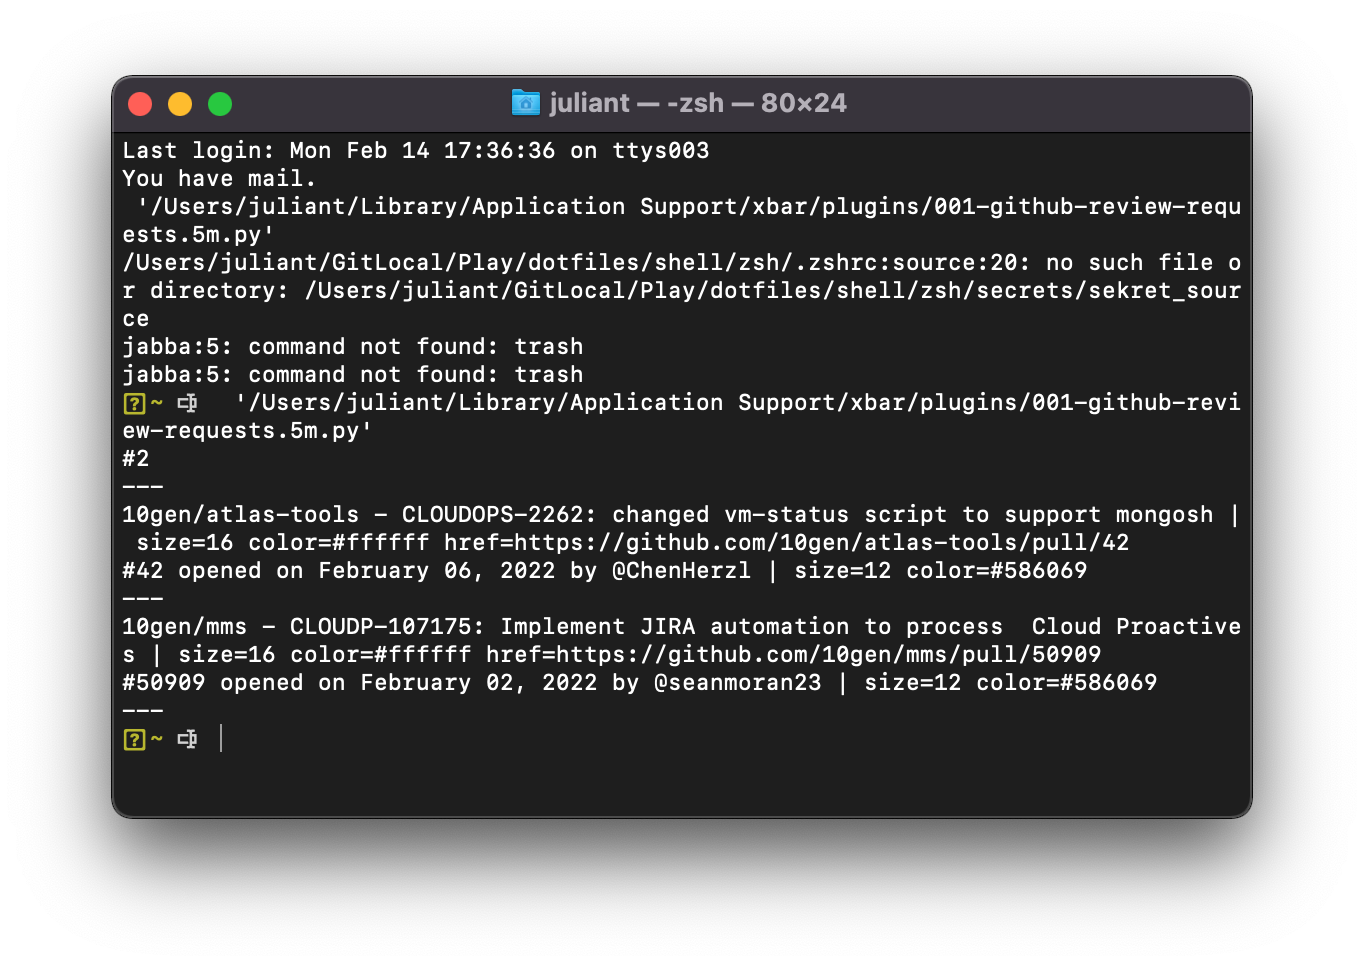 juliant — -zsh — 80×24
Last login: Mon Feb 14 17:36:36 on ttys003
You have mail.
 '/Users/juliant/Library/Application Support/xbar/plugins/001-github-review-requ
ests.5m.py'
/Users/juliant/GitLocal/Play/dotfiles/shell/zsh/.zshrc:source:20: no such file o
r directory: /Users/juliant/GitLocal/Play/dotfiles/shell/zsh/secrets/sekret_sour
ce
jabba:5: command not found: trash
jabba:5: command not found: trash
?~ '/Users/juliant/Library/Application Support/xbar/plugins/001-github-revi
ew-requests.5m.py'
#2
---
10gen/atlas-tools - CLOUDOPS-2262: changed vm-status script to support mongosh |
 size=16 color=#ffffff href=https://github.com/10gen/atlas-tools/pull/42
#42 opened on February 06, 2022 by @ChenHerzl | size=12 color=#586069
---
10gen/mms - CLOUDP-107175: Implement JIRA automation to process  Cloud Proactive
s | size=16 color=#ffffff href=https://github.com/10gen/mms/pull/50909
#50909 opened on February 02, 2022 by @seanmoran23 | size=12 color=#586069
---
?~